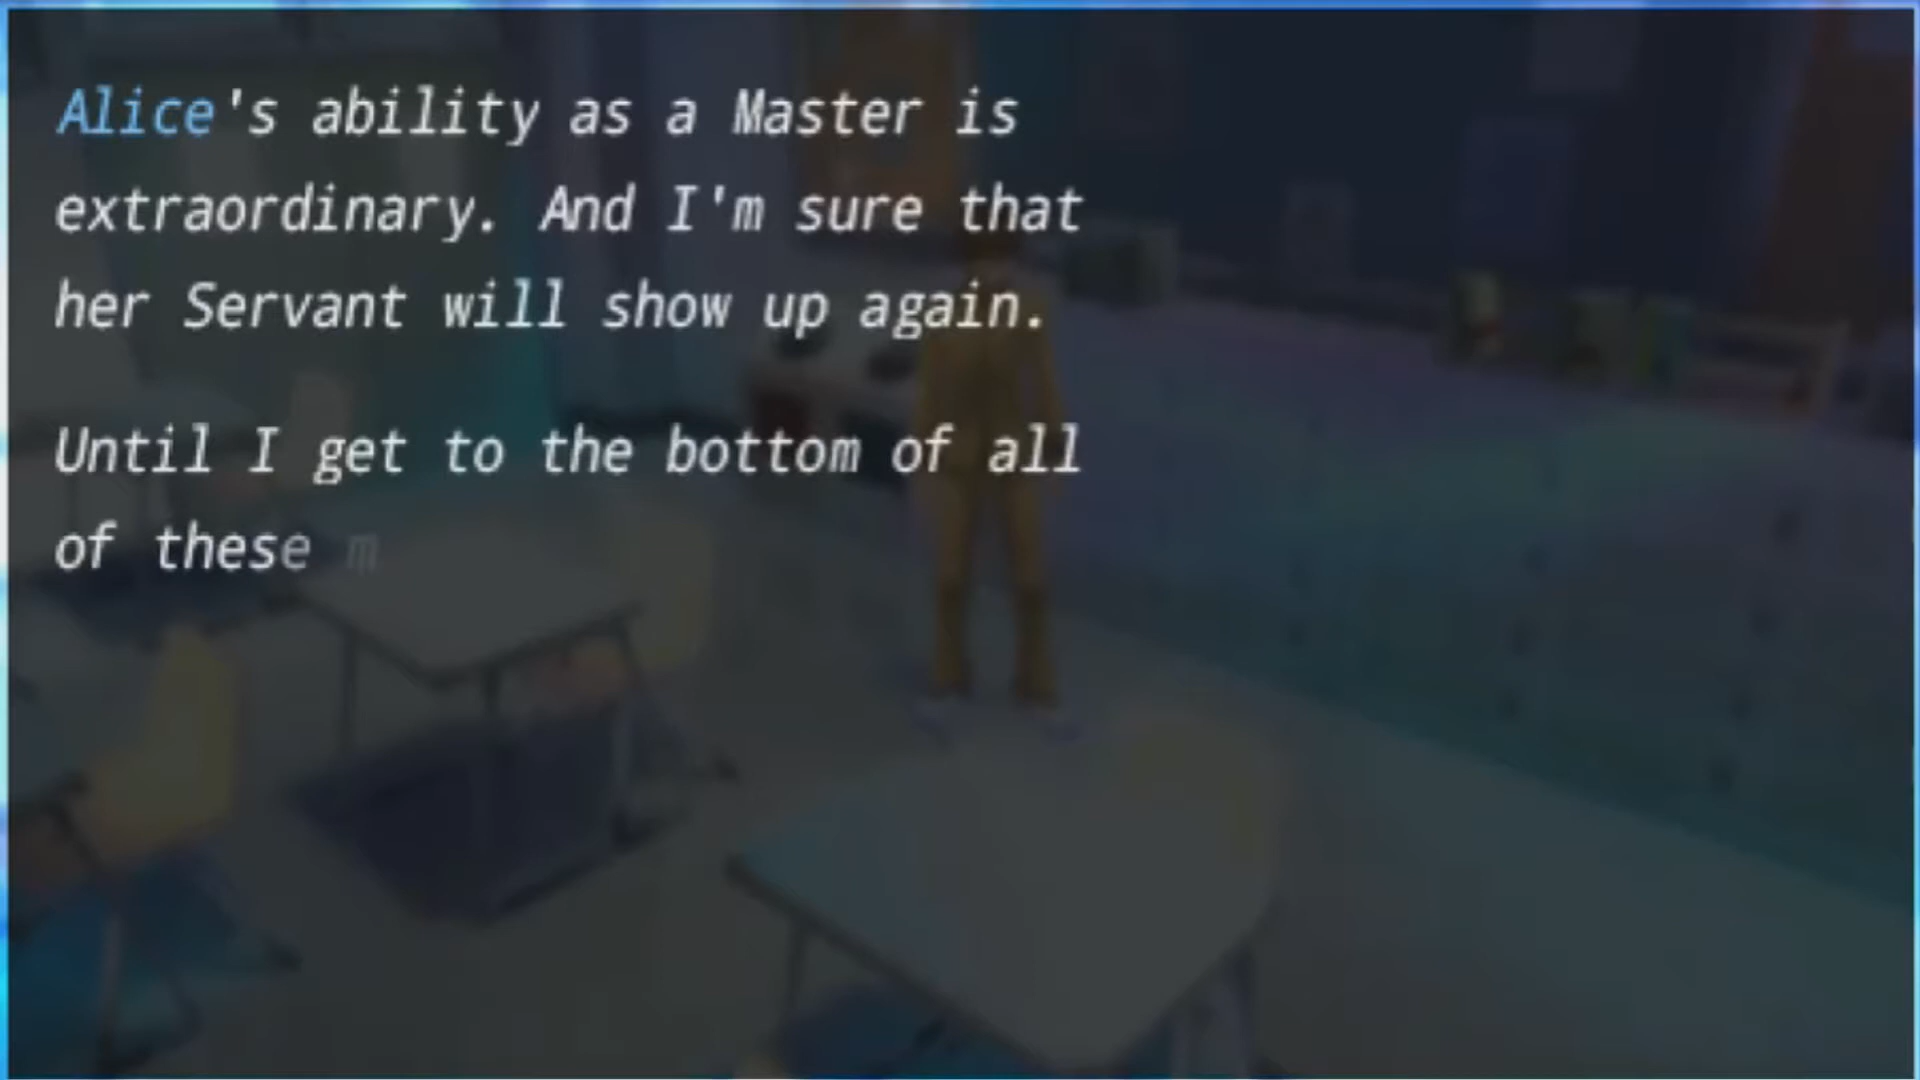 Alice's ability as a Master is
extraordinary. And I'm sure that
her Servant will show up again.
Until I get to the bottom of all
of these m